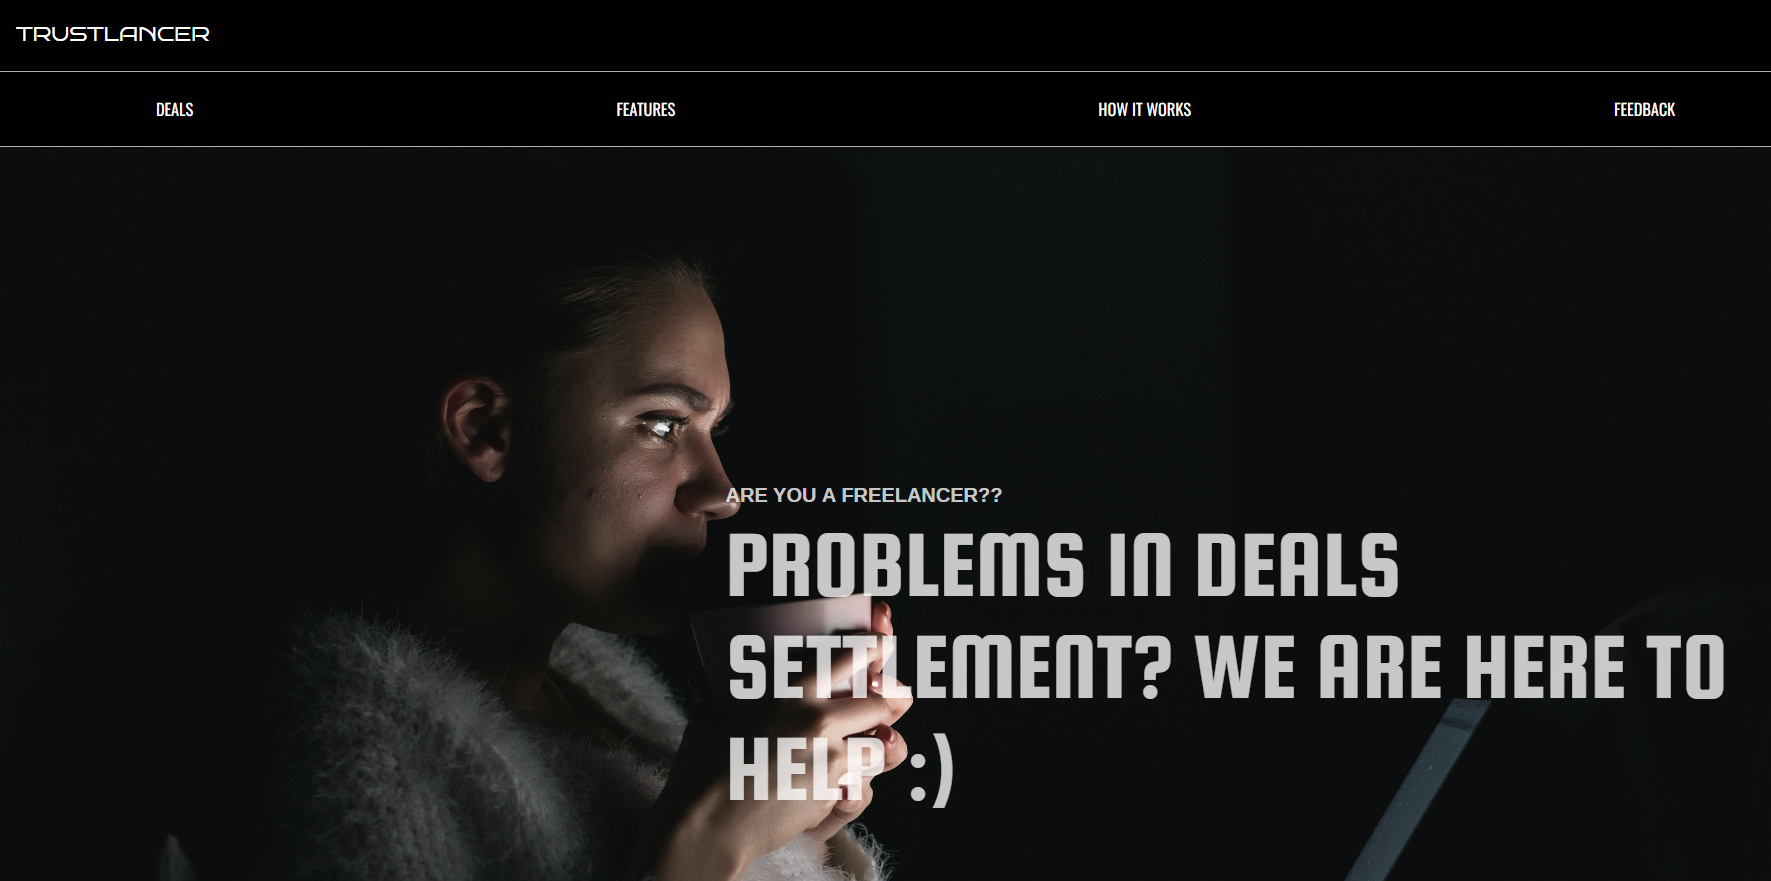 TRUSTLANCER
DEALS
FEATURES
HOW IT WORKS
FEEDBACK
ARE YOU A FREELANCER??
PROBLEMS IN DEALS
SETTLEMENT? WE ARE HERE TO
HELP :)